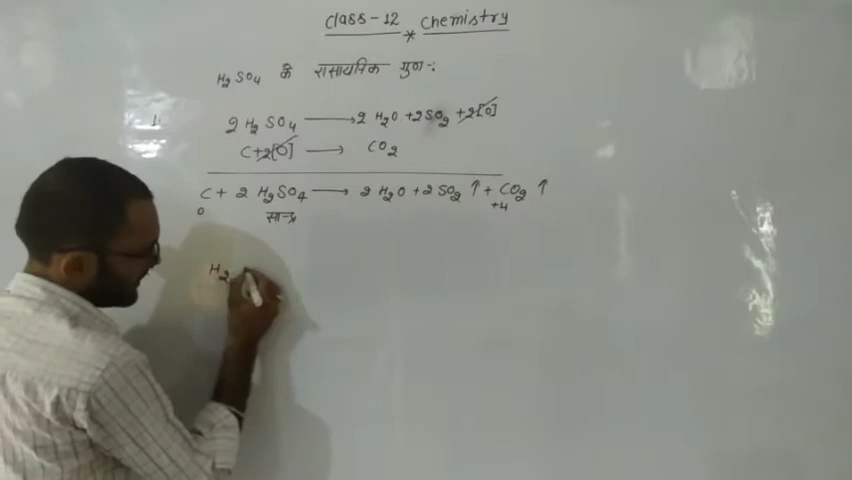 Class-12 Chemistry
*
H₂SO₄ के रासायनिक गुण :-
1. 2H₂SO₄ ⟶ 2H₂O + 2SO₂ + 2[O]
C + 2[O] ⟶ CO₂
C + 2H₂SO₄ ⟶ 2H₂O + 2SO₂ ↑ + CO₂ ↑
0 सान्द्र +4
H₂